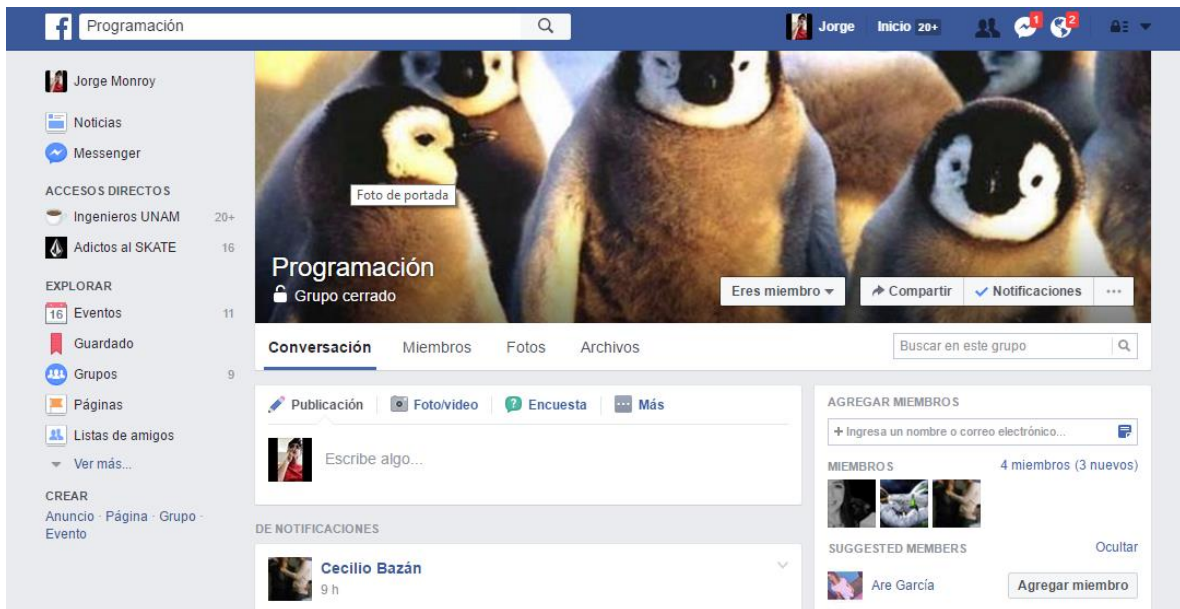 Programación
Jorge Inicio 20+ 1 2
Jorge Monroy
Noticias
Messenger
ACCESOS DIRECTOS
Ingenieros UNAM 20+
Adictos al SKATE 16
EXPLORAR
16 Eventos 11
Guardado
Grupos 9
Páginas
Listas de amigos
Ver más...
CREAR
Anuncio · Página · Grupo ·
Evento
Foto de portada
Programación
Grupo cerrado
Eres miembro Compartir Notificaciones ...
Conversación Miembros Fotos Archivos Buscar en este grupo
Publicación Foto/video Encuesta Más
Escribe algo...
DE NOTIFICACIONES
Cecilio Bazán
9 h
AGREGAR MIEMBROS
+ Ingresa un nombre o correo electrónico...
MIEMBROS 4 miembros (3 nuevos)
SUGGESTED MEMBERS Ocultar
Are García Agregar miembro